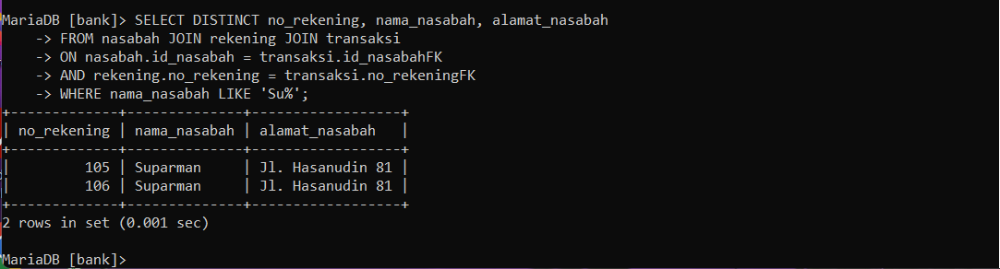 MariaDB [bank]> SELECT DISTINCT no_rekening, nama_nasabah, alamat_nasabah
    -> FROM nasabah JOIN rekening JOIN transaksi
    -> ON nasabah.id_nasabah = transaksi.id_nasabahFK
    -> AND rekening.no_rekening = transaksi.no_rekeningFK
    -> WHERE nama_nasabah LIKE 'Su%';
+-------------+--------------+------------------+
| no_rekening | nama_nasabah | alamat_nasabah   |
+-------------+--------------+------------------+
|         105 | Suparman     | Jl. Hasanudin 81 |
|         106 | Suparman     | Jl. Hasanudin 81 |
+-------------+--------------+------------------+
2 rows in set (0.001 sec)

MariaDB [bank]>